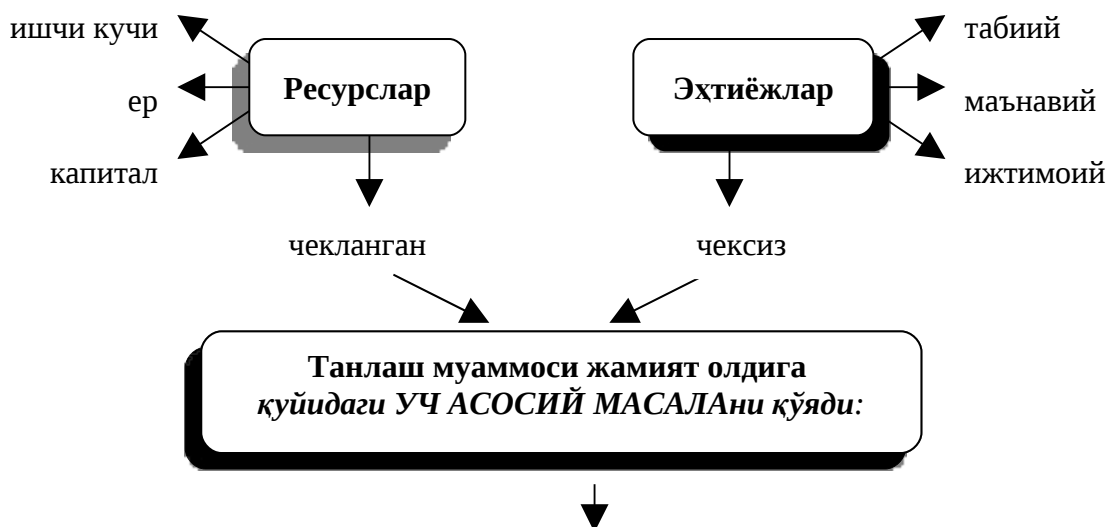 ишчи кучи
ер
капитал
Ресурслар
Эҳтиёжлар
табиий
маънавий
ижтимоий
чекланган
чексиз
Танлаш муаммоси жамият олдига
қуйидаги УЧ АСОСИЙ МАСАЛАни қўяди: